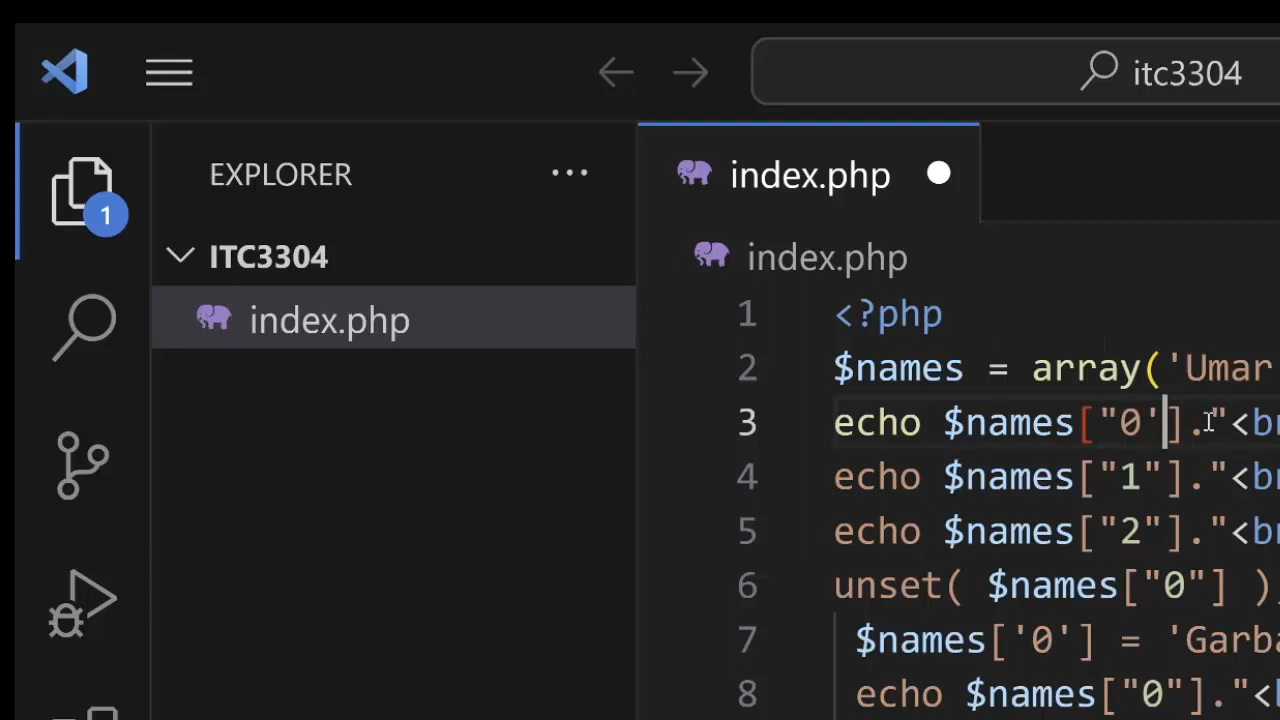 itc3304
EXPLORER
index.php
1
ITC3304
index.php
index.php
1 <?php
2 $names = array('Umar
3 echo $names["0']."<b
4 echo $names["1"]."<b
5 echo $names["2"]."<b
6 unset( $names["0"] )
7 $names['0'] = 'Garba
8 echo $names["0"]."<b